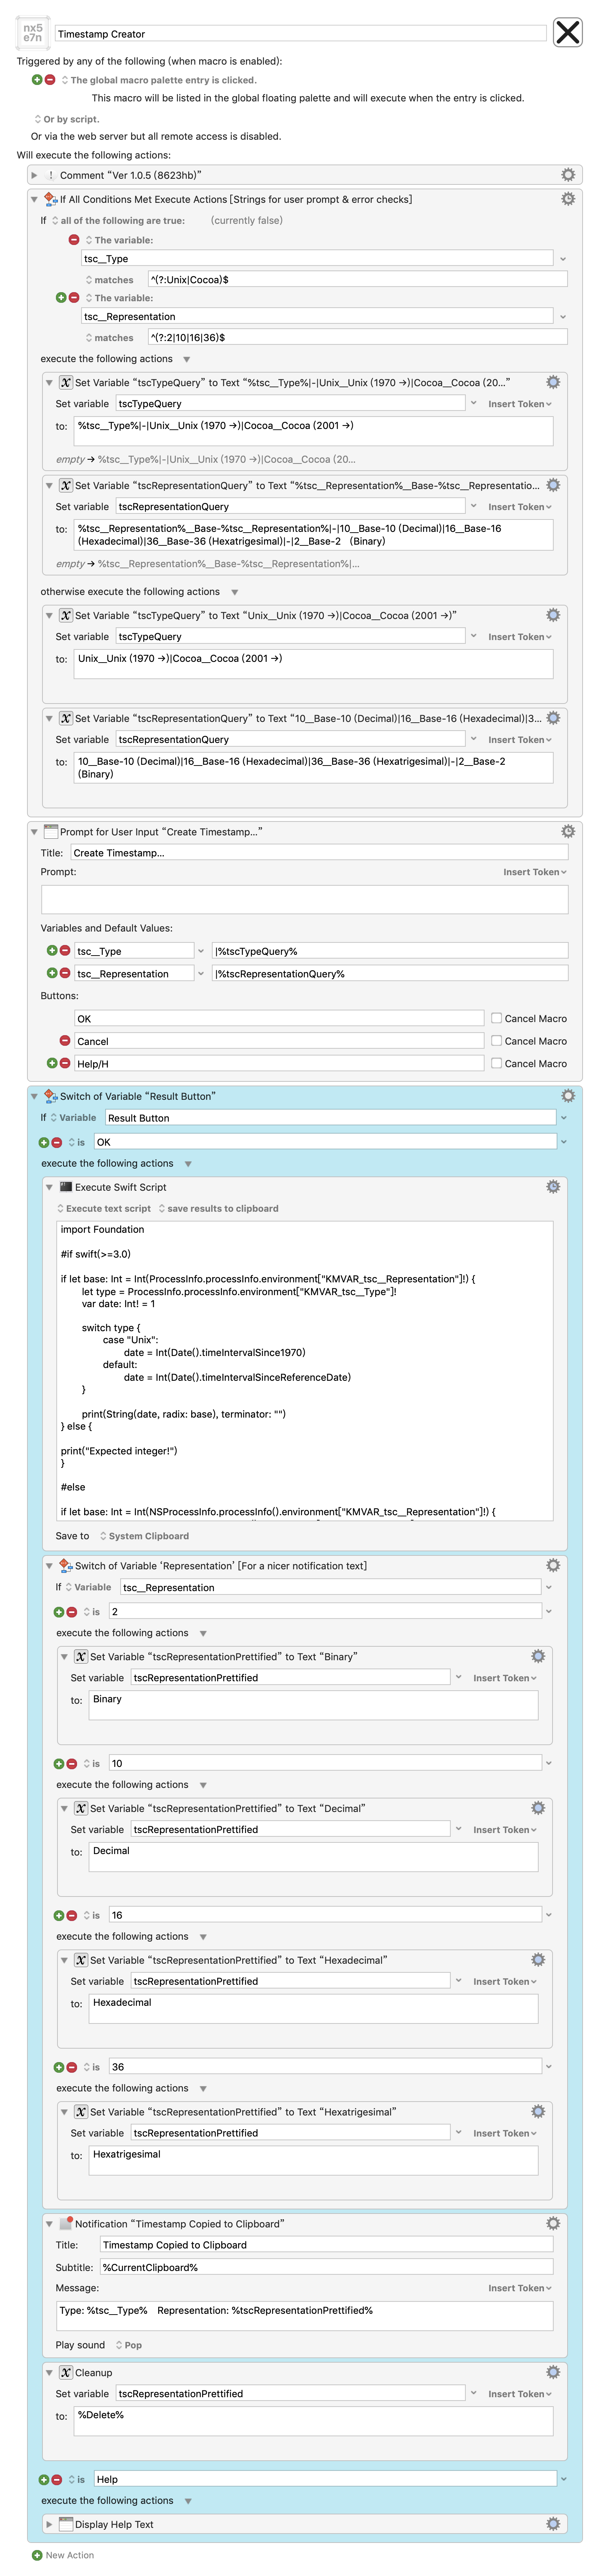 nx5
e7n
Timestamp Creator
Triggered by any of the following (when macro is enabled):
The global macro palette entry is clicked.
This macro will be listed in the global floating palette and will execute when the entry is clicked.
Or by script.
Or via the web server but all remote access is disabled.
Will execute the following actions:
Comment “Ver 1.0.5 (8623hb)”
If All Conditions Met Execute Actions [Strings for user prompt & error checks]
If all of the following are true: (currently false)
The variable:
tsc__Type
matches ^(?:Unix|Cocoa)$
The variable:
tsc__Representation
matches ^(?:2|10|16|36)$
execute the following actions
Set Variable “tscTypeQuery” to Text “%tsc__Type%|-|Unix__Unix (1970 →)|Cocoa__Cocoa (20...”
Set variable tscTypeQuery Insert Token
to: %tsc__Type%|-|Unix__Unix (1970 →)|Cocoa__Cocoa (2001 →)
empty → %tsc__Type%|-|Unix__Unix (1970 →)|Cocoa__Cocoa (20...
Set Variable “tscRepresentationQuery” to Text “%tsc__Representation%__Base-%tsc__Representatio...
Set variable tscRepresentationQuery Insert Token
to: %tsc__Representation%__Base-%tsc__Representation%|-|10__Base-10 (Decimal)|16__Base-16
(Hexadecimal)|36__Base-36 (Hexatrigesimal)|-|2__Base-2 (Binary)
empty → %tsc__Representation%__Base-%tsc__Representation%|...
otherwise execute the following actions
Set Variable “tscTypeQuery” to Text “Unix__Unix (1970 →)|Cocoa__Cocoa (2001 →)”
Set variable tscTypeQuery Insert Token
to: Unix__Unix (1970 →)|Cocoa__Cocoa (2001 →)
Set Variable “tscRepresentationQuery” to Text “10__Base-10 (Decimal)|16__Base-16 (Hexadecimal)|3...
Set variable tscRepresentationQuery Insert Token
to: 10__Base-10 (Decimal)|16__Base-16 (Hexadecimal)|36__Base-36 (Hexatrigesimal)|-|2__Base-2
(Binary)
Prompt for User Input “Create Timestamp...”
Title: Create Timestamp...
Prompt: Insert Token
Variables and Default Values:
tsc__Type |%tscTypeQuery%
tsc__Representation |%tscRepresentationQuery%
Buttons:
OK Cancel Macro
Cancel Cancel Macro
Help/H Cancel Macro
Switch of Variable “Result Button”
If Variable Result Button
is OK
execute the following actions
Execute Swift Script
Execute text script save results to clipboard
import Foundation
#if swift(>=3.0)
if let base: Int = Int(ProcessInfo.processInfo.environment["KMVAR_tsc__Representation"]!) {
let type = ProcessInfo.processInfo.environment["KMVAR_tsc__Type"]!
var date: Int! = 1
switch type {
case "Unix":
date = Int(Date().timeIntervalSince1970)
default:
date = Int(Date().timeIntervalSinceReferenceDate)
}
print(String(date, radix: base), terminator: "")
} else {
print("Expected integer!")
}
#else
if let base: Int = Int(NSProcessInfo.processInfo().environment["KMVAR_tsc__Representation"]!) {
Save to System Clipboard
Switch of Variable ‘Representation’ [For a nicer notification text]
If Variable tsc__Representation
is 2
execute the following actions
Set Variable “tscRepresentationPrettified” to Text “Binary”
Set variable tscRepresentationPrettified Insert Token
to: Binary
is 10
execute the following actions
Set Variable “tscRepresentationPrettified” to Text “Decimal”
Set variable tscRepresentationPrettified Insert Token
to: Decimal
is 16
execute the following actions
Set Variable “tscRepresentationPrettified” to Text “Hexadecimal”
Set variable tscRepresentationPrettified Insert Token
to: Hexadecimal
is 36
execute the following actions
Set Variable “tscRepresentationPrettified” to Text “Hexatrigesimal”
Set variable tscRepresentationPrettified Insert Token
to: Hexatrigesimal
Notification “Timestamp Copied to Clipboard”
Title: Timestamp Copied to Clipboard
Subtitle: %CurrentClipboard%
Message: Insert Token
Type: %tsc__Type% Representation: %tscRepresentationPrettified%
Play sound Pop
Cleanup
Set variable tscRepresentationPrettified Insert Token
to: %Delete%
is Help
execute the following actions
Display Help Text
New Action